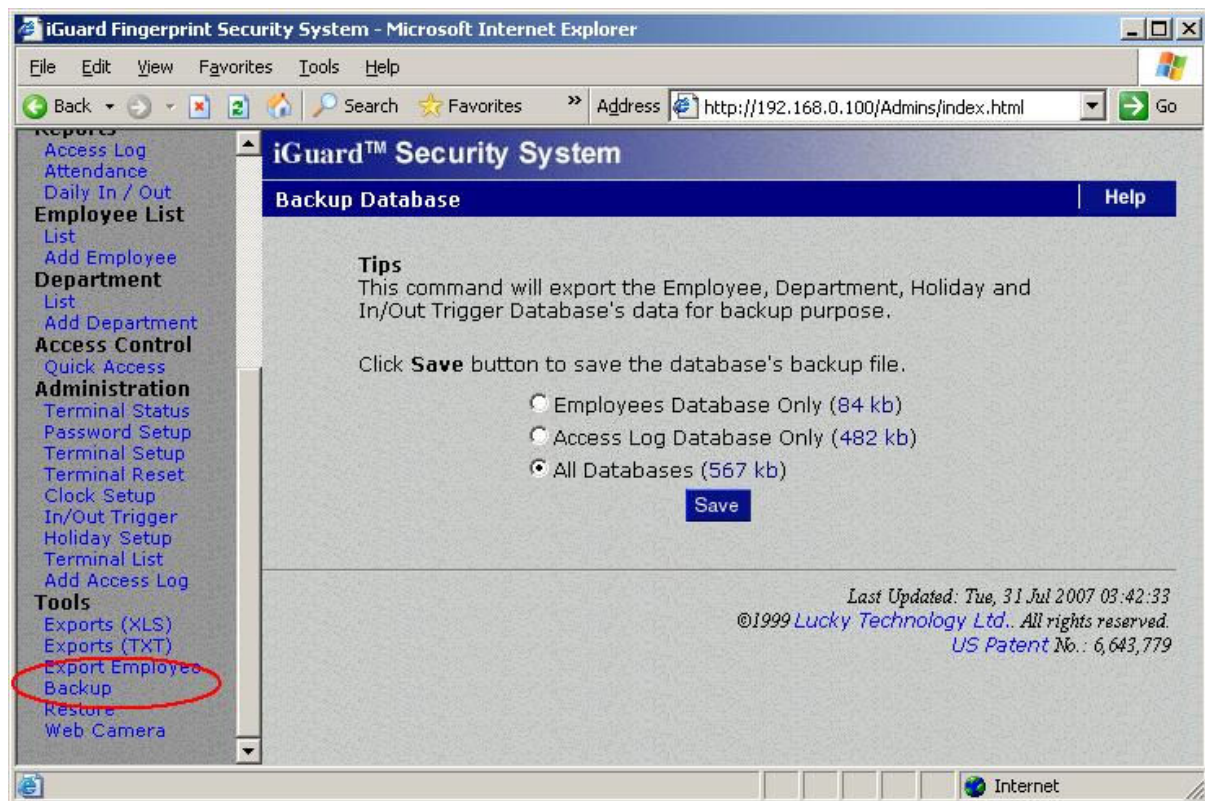 iGuard Fingerprint Security System - Microsoft Internet Explorer
File Edit View Favorites Tools Help
Back Search Favorites » Address http://192.168.0.100/Admins/index.html Go
Reports
Access Log
Attendance
Daily In / Out
Employee List
List
Add Employee
Department
List
Add Department
Access Control
Quick Access
Administration
Terminal Status
Password Setup
Terminal Setup
Terminal Reset
Clock Setup
In/Out Trigger
Holiday Setup
Terminal List
Add Access Log
Tools
Exports (XLS)
Exports (TXT)
Export Employee
Backup
Restore
Web Camera
iGuard™ Security System
Backup Database | Help
Tips
This command will export the Employee, Department, Holiday and
In/Out Trigger Database's data for backup purpose.
Click Save button to save the database's backup file.
Employees Database Only (84 kb)
Access Log Database Only (482 kb)
All Databases (567 kb)
Save
Last Updated: Tue, 31 Jul 2007 03:42:33
©1999 Lucky Technology Ltd.. All rights reserved.
US Patent No.: 6,643,779
Internet